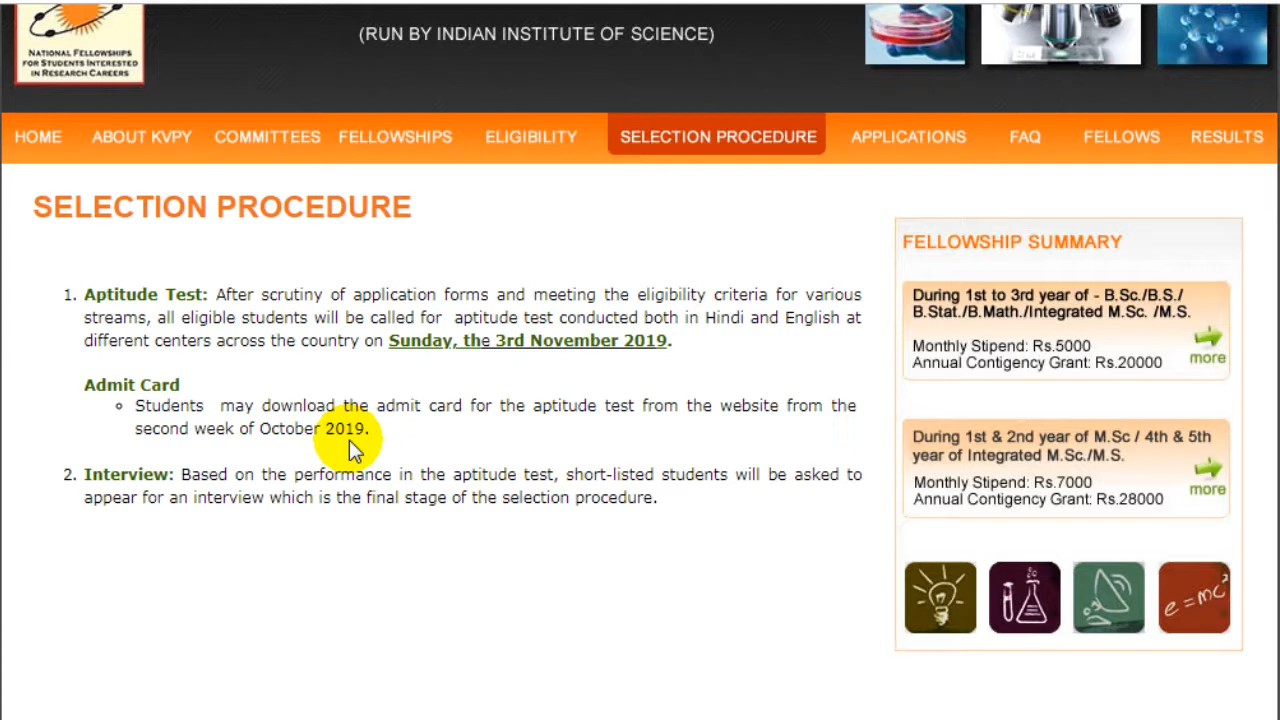 NATIONAL FELLOWSHIPS
FOR STUDENTS INTERESTED
IN RESEARCH CAREERS
(RUN BY INDIAN INSTITUTE OF SCIENCE)
HOME ABOUT KVPY COMMITTEES FELLOWSHIPS ELIGIBILITY SELECTION PROCEDURE APPLICATIONS FAQ FELLOWS RESULTS
SELECTION PROCEDURE
1. Aptitude Test: After scrutiny of application forms and meeting the eligibility criteria for various
streams, all eligible students will be called for aptitude test conducted both in Hindi and English at
different centers across the country on Sunday, the 3rd November 2019.
Admit Card
Students may download the admit card for the aptitude test from the website from the
second week of October 2019.
2. Interview: Based on the performance in the aptitude test, short-listed students will be asked to
appear for an interview which is the final stage of the selection procedure.
FELLOWSHIP SUMMARY
During 1st to 3rd year of - B.Sc./B.S./
B.Stat./B.Math./Integrated M.Sc. /M.S.
Monthly Stipend: Rs.5000
Annual Contigency Grant: Rs.20000
more
During 1st & 2nd year of M.Sc / 4th & 5th
year of Integrated M.Sc./M.S.
Monthly Stipend: Rs.7000
Annual Contigency Grant: Rs.28000
more
e=mc²